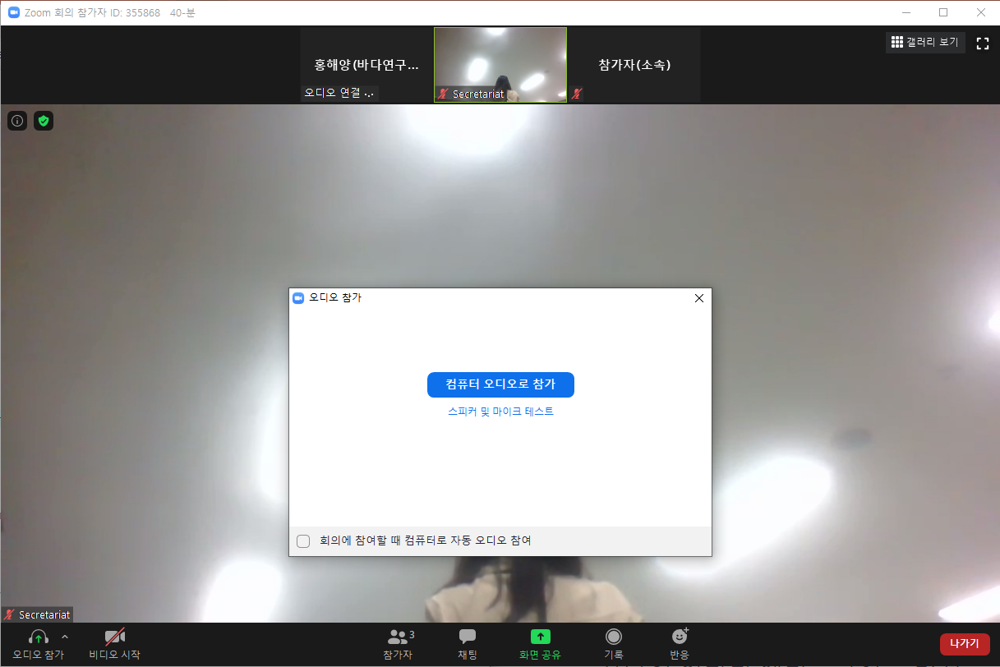 Zoom 회의 참가자 ID: 355868 40-분
홍해양(바다연구...
오디오 연결 ...
Secretariat
참가자(소속)
갤러리 보기
오디오 참가
컴퓨터 오디오로 참가
스피커 및 마이크 테스트
회의에 참여할 때 컴퓨터로 자동 오디오 참여
Secretariat
오디오 참가
비디오 시작
3
참가자
채팅
화면 공유
기록
반응
나가기